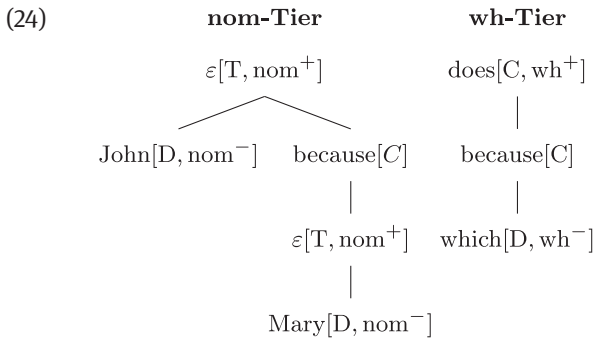 (24) nom-Tier wh-Tier
ε[T, nom⁺] does[C, wh⁺]
John[D, nom⁻] because[C] because[C]
ε[T, nom⁺] which[D, wh⁻]
Mary[D, nom⁻]